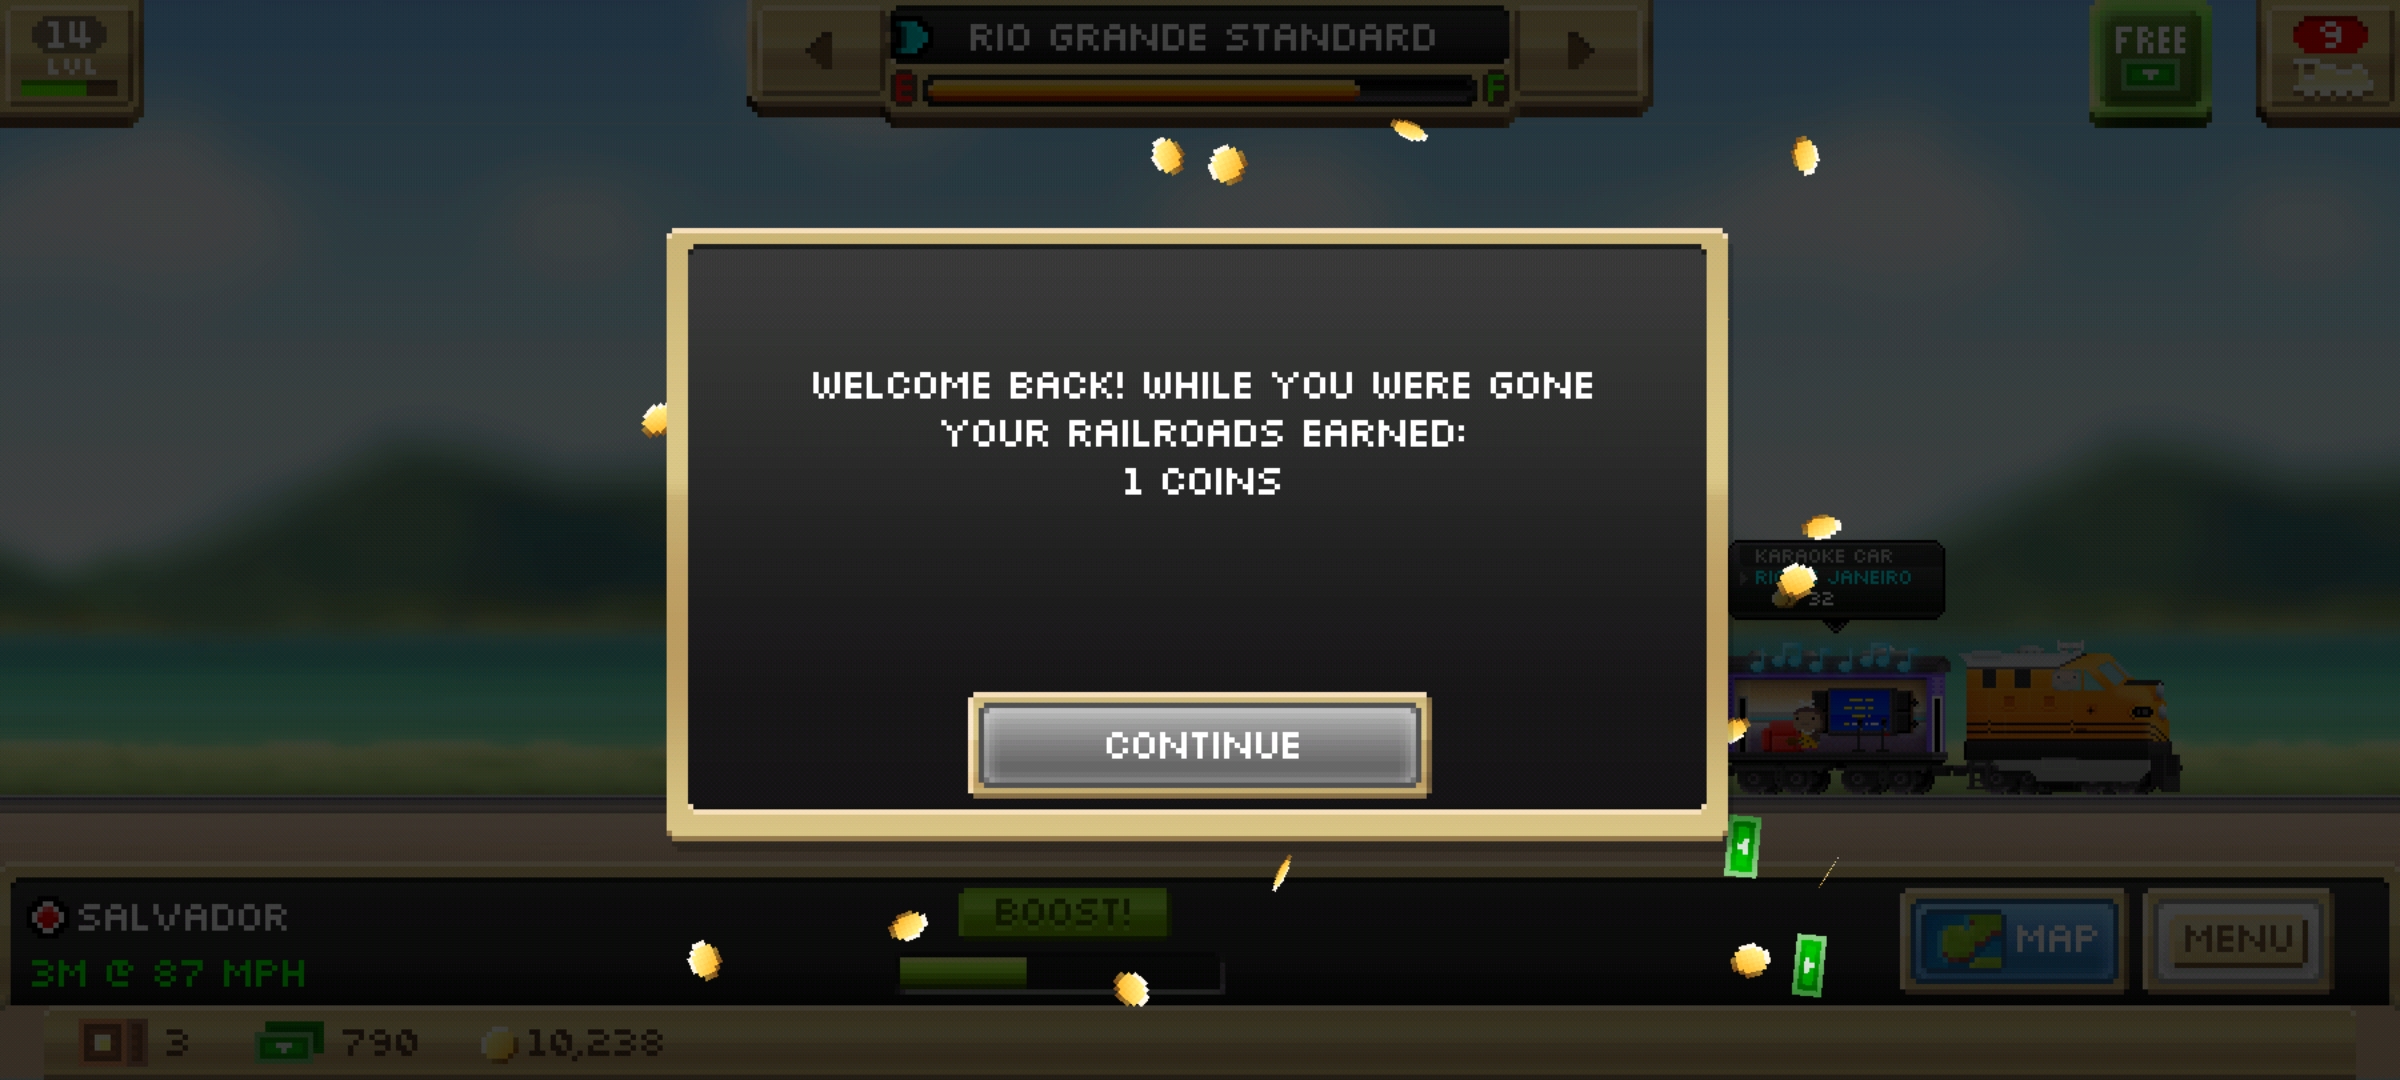 14
LVL
RIO GRANDE STANDARD
E
F
FREE
9
WELCOME BACK! WHILE YOU WERE GONE
YOUR RAILROADS EARNED:
1 COINS
CONTINUE
KARAOKE CAR
JANEIRO
32
SALVADOR
3M @ 87 MPH
BOOST!
MAP
MENU
3
790
10,238